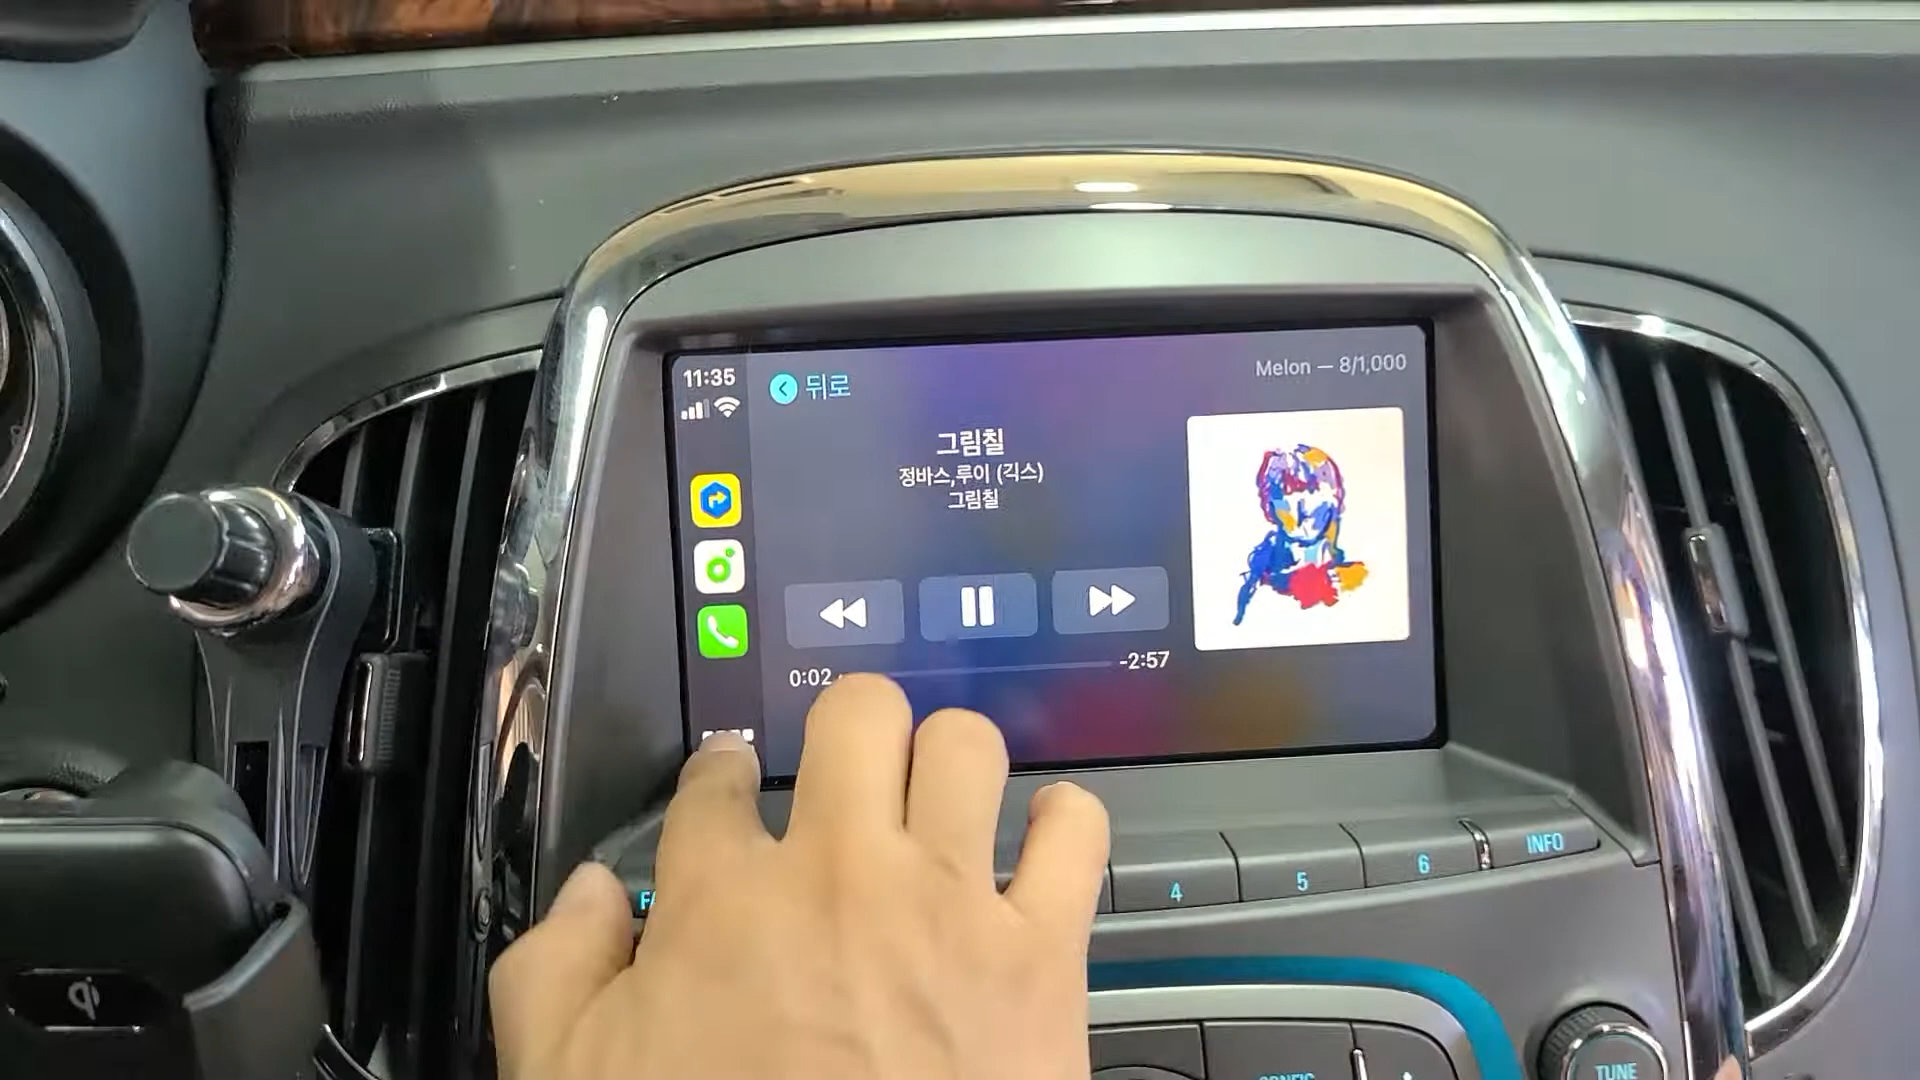 11:35
뒤로
Melon — 8/1,000
그림칠
정바스,루이 (긱스)
그림칠
0:02
-2:57
4
5
6
INFO
TUNE